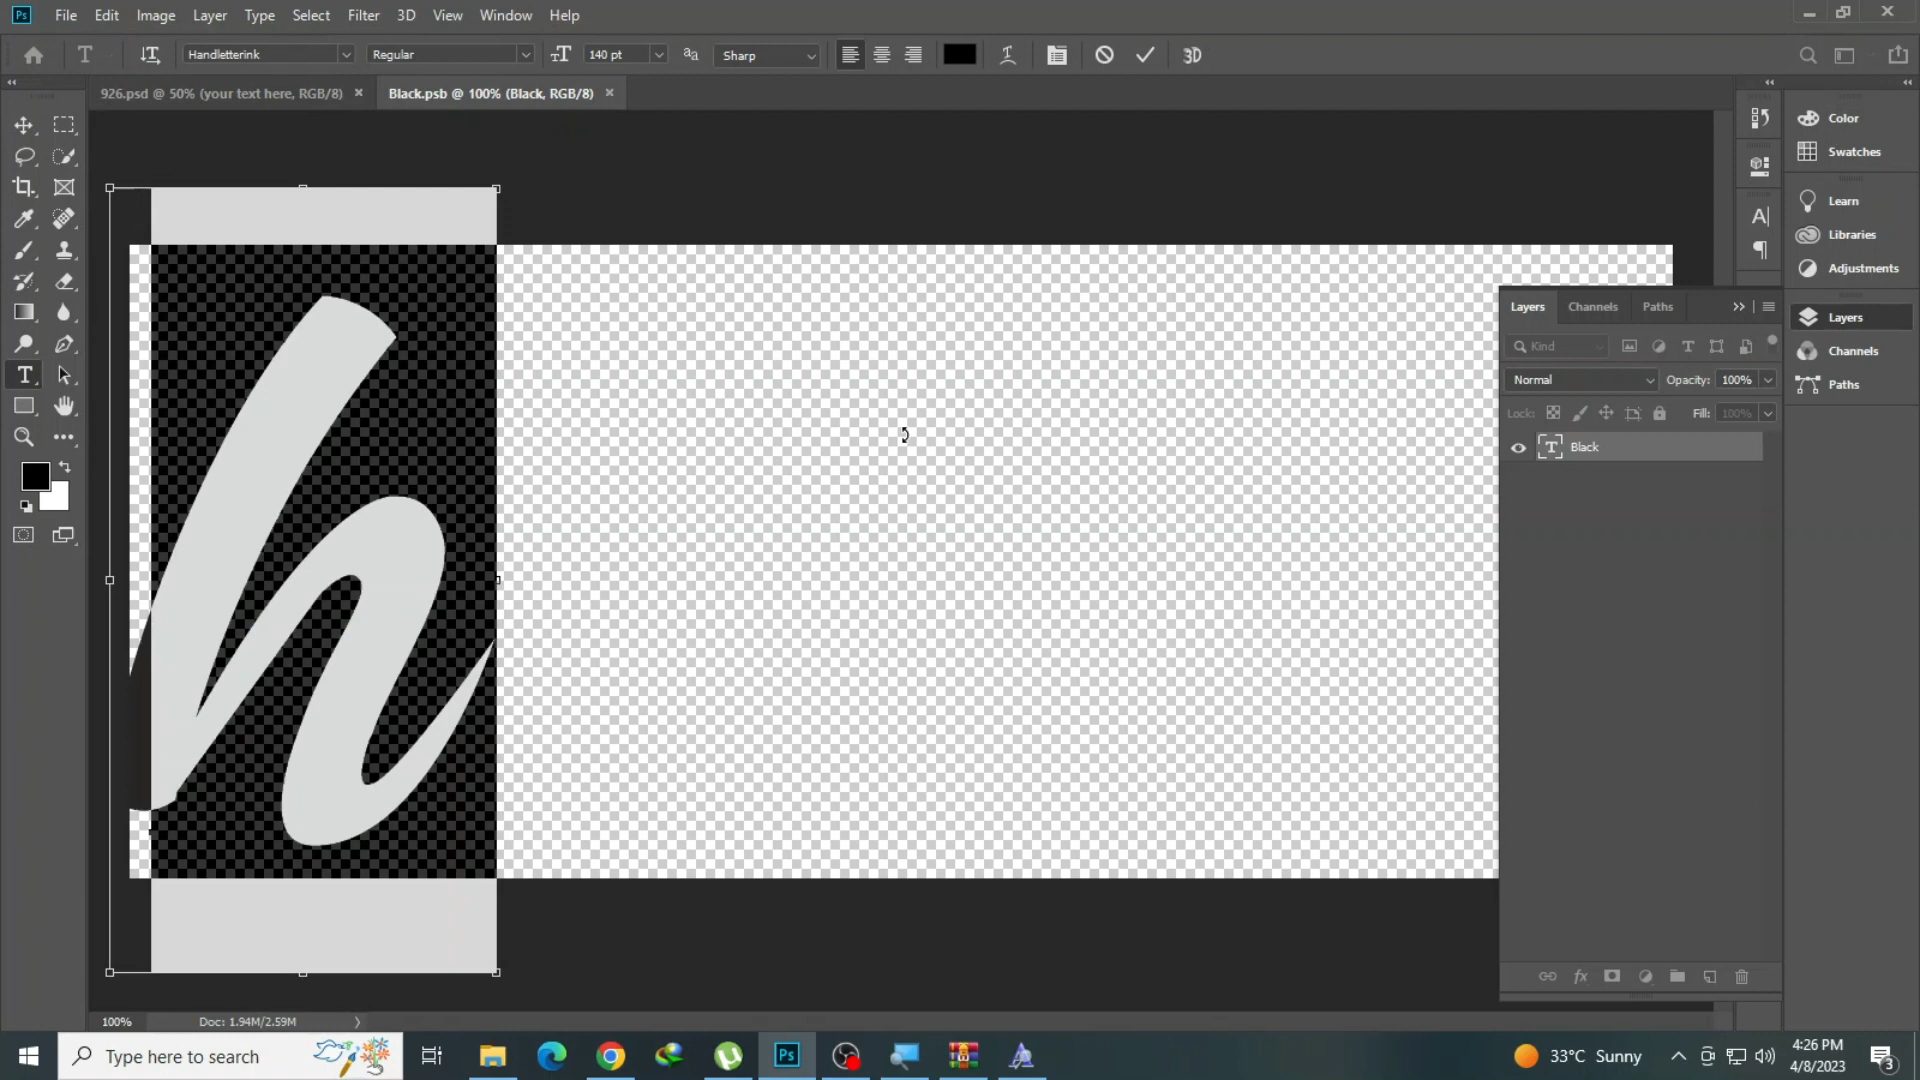 Ps File Edit Image Layer Type Select Filter 3D View Window Help
Handletterink Regular 140 pt Sharp 3D
926.psd @ 50% (your text here, RGB/8) Black.psb @ 100% (Black, RGB/8)
Color
Swatches
Learn
Libraries
Adjustments
Layers
Channels
Paths
Layers Channels Paths
Kind
Normal Opacity: 100%
Lock: Fill: 100%
Black
h
100% Doc: 1.94M/2.59M
Type here to search
33°C Sunny
4:26 PM
4/8/2023
3